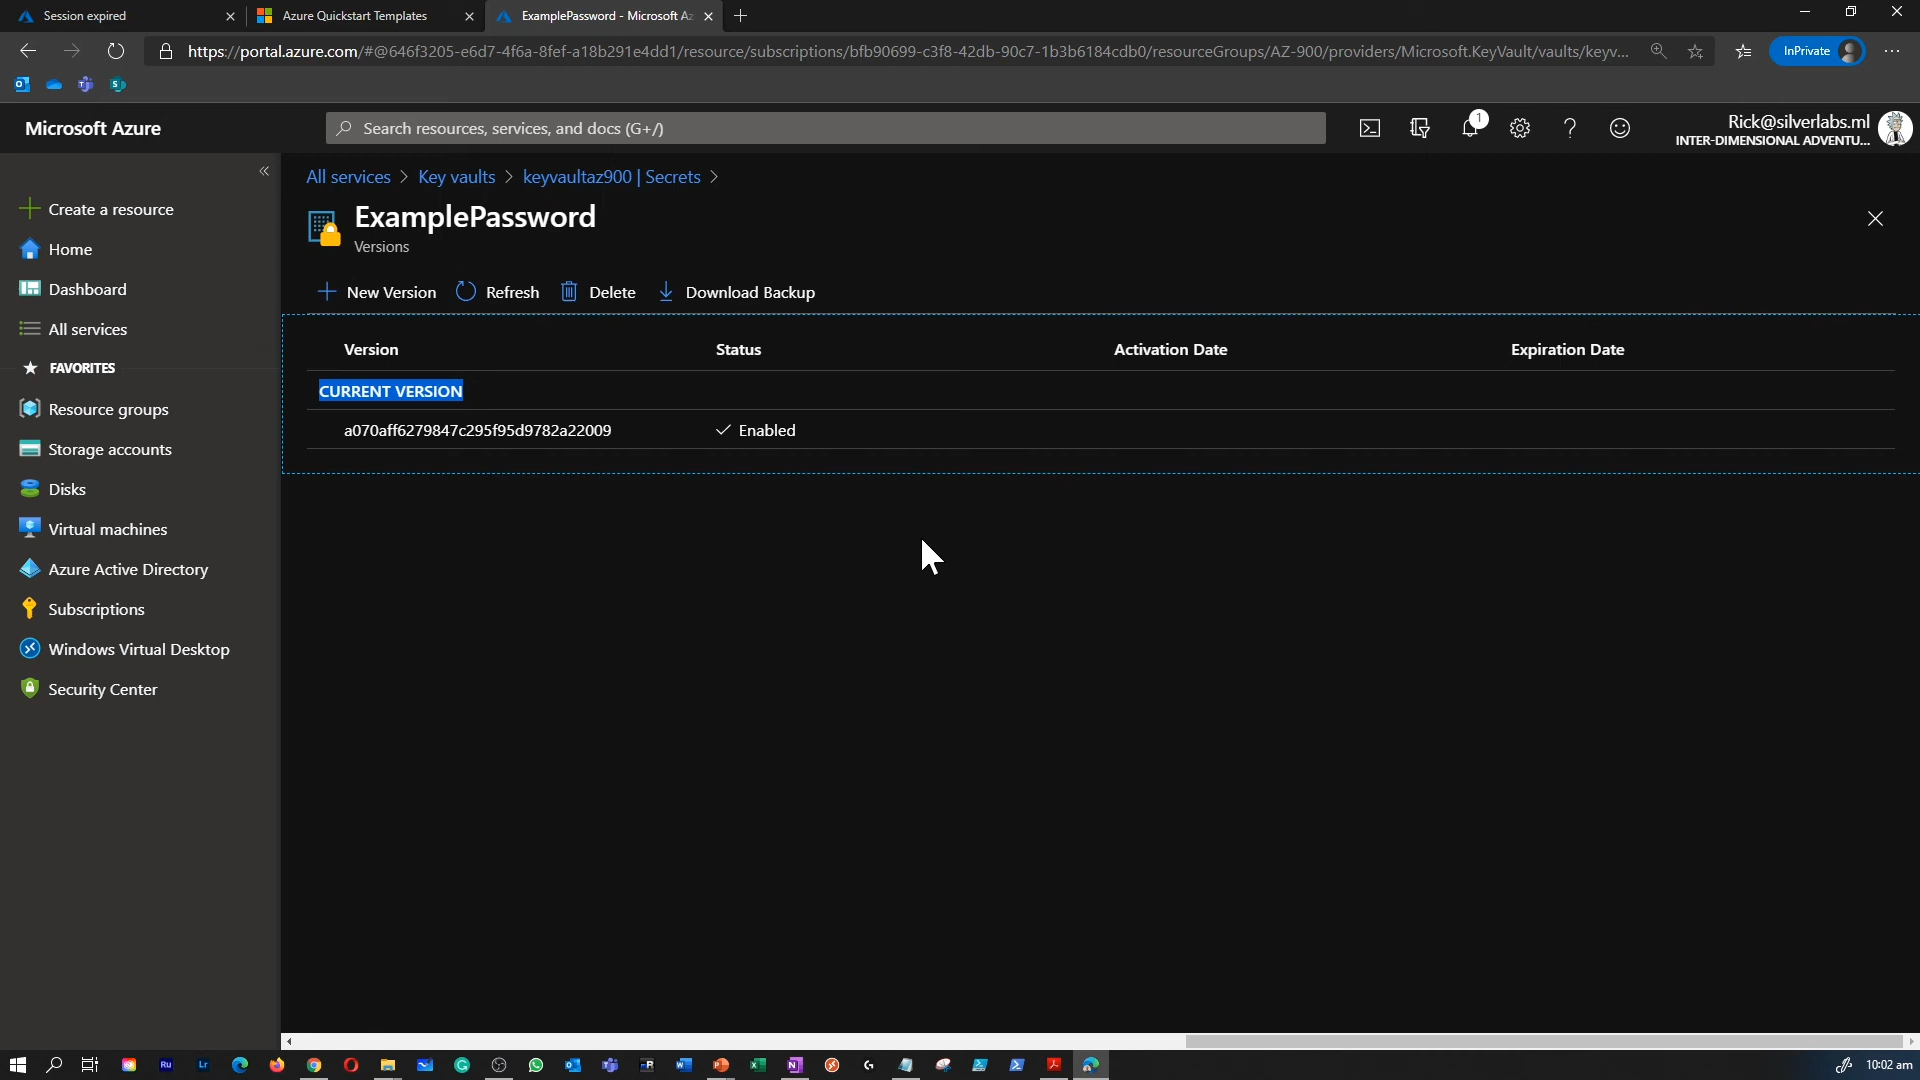 Session expired
Azure Quickstart Templates
ExamplePassword - Microsoft Az
https://portal.azure.com/#@646f3205-e6d7-4f6a-8fef-a18b291e4dd1/resource/subscriptions/bfb90699-c3f8-42db-90c7-1b3b6184cdb0/resourceGroups/AZ-900/providers/Microsoft.KeyVault/vaults/keyv...
InPrivate
Microsoft Azure
Search resources, services, and docs (G+/)
1
Rick@silverlabs.ml
INTER-DIMENSIONAL ADVENTU...
All services > Key vaults > keyvaultaz900 | Secrets >
ExamplePassword
Versions
New Version
Refresh
Delete
Download Backup
Create a resource
Home
Dashboard
All services
FAVORITES
Resource groups
Storage accounts
Disks
Virtual machines
Azure Active Directory
Subscriptions
Windows Virtual Desktop
Security Center
Version Status Activation Date Expiration Date
CURRENT VERSION
a070aff6279847c295f95d9782a22009 Enabled
Ru
Lr
10:02 am